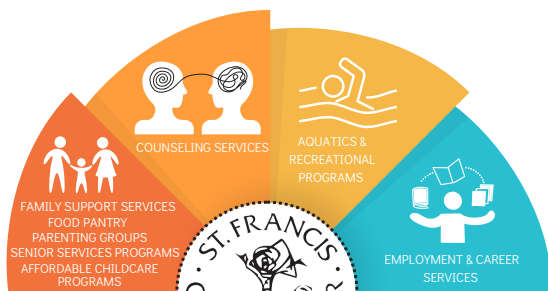 COUNSELING SERVICES
AQUATICS &
RECREATIONAL
PROGRAMS
FAMILY SUPPORT SERVICES
FOOD PANTRY
PARENTING GROUPS
SENIOR SERVICES PROGRAMS
AFFORDABLE CHILDCARE
PROGRAMS
EMPLOYMENT & CAREER
SERVICES
· ST. FRANCIS ·